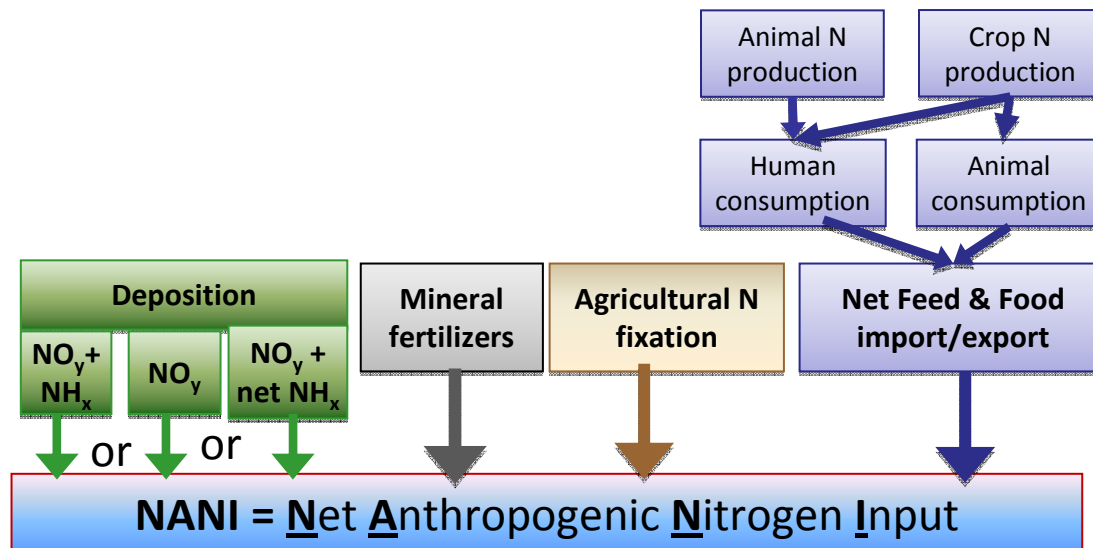 Animal N
production
Crop N
production
Human
consumption
Animal
consumption
Deposition
NOy+
NHx
NOy
NOy +
net NHx
Mineral
fertilizers
Agricultural N
fixation
Net Feed & Food
import/export
or
or
NANI = Net Anthropogenic Nitrogen Input